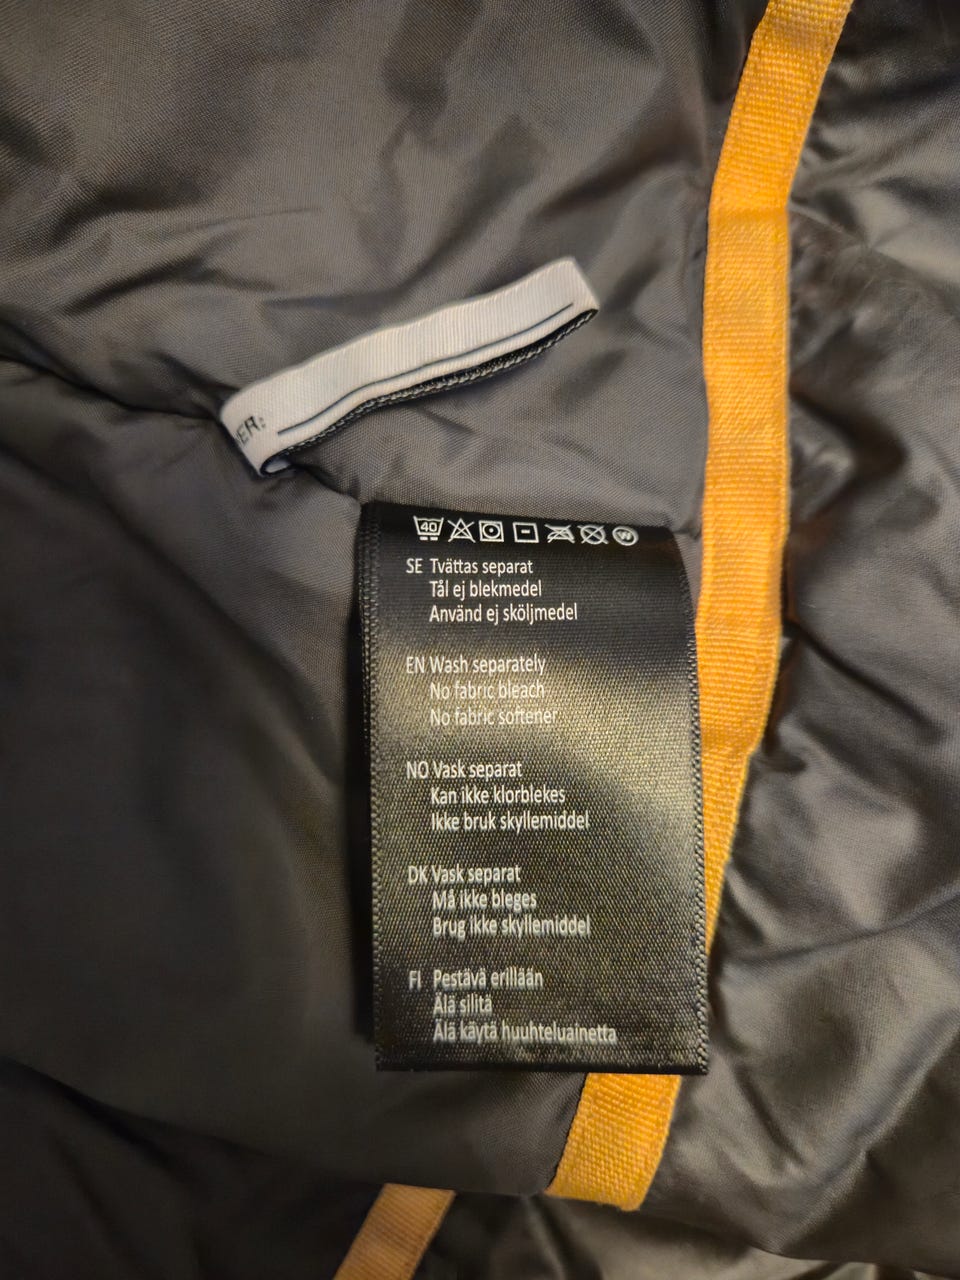 ER:
40
W
SE Tvättas separat
Tål ej blekmedel
Använd ej sköljmedel
EN Wash separately
No fabric bleach
No fabric softener
NO Vask separat
Kan ikke klorblekes
Ikke bruk skyllemiddel
DK Vask separat
Må ikke bleges
Brug ikke skyllemiddel
FI Pestävä erillään
Älä silitä
Älä käytä huuhteluainetta